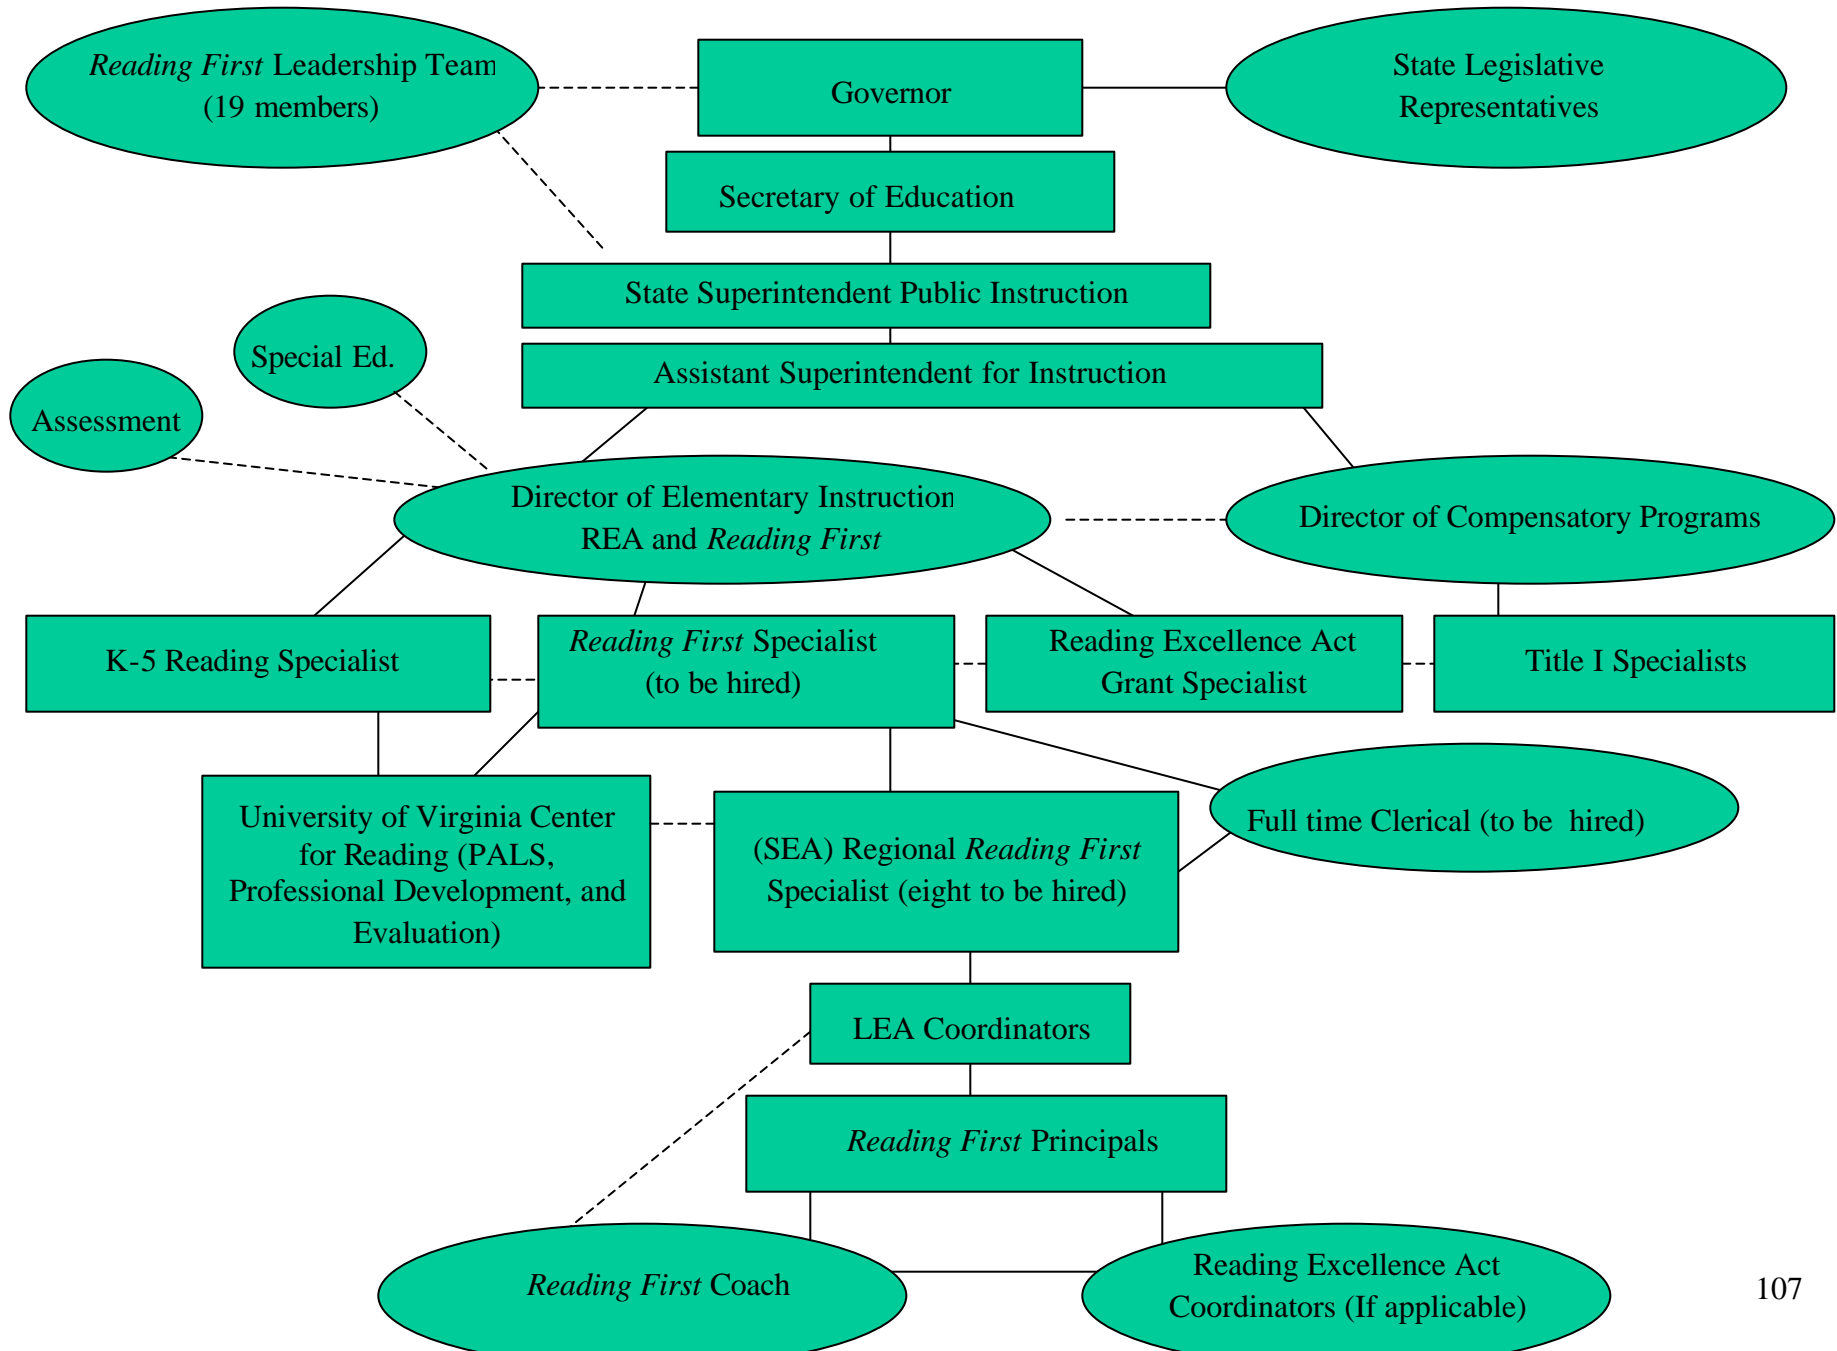 Reading First Leadership Team
(19 members)
Governor
State Legislative
Representatives
Secretary of Education
State Superintendent Public Instruction
Special Ed.
Assistant Superintendent for Instruction
Assessment
Director of Elementary Instruction
REA and Reading First
Director of Compensatory Programs
K-5 Reading Specialist
Reading First Specialist
(to be hired)
Reading Excellence Act
Grant Specialist
Title I Specialists
University of Virginia Center
for Reading (PALS,
Professional Development, and
Evaluation)
(SEA) Regional Reading First
Specialist (eight to be hired)
Full time Clerical (to be hired)
LEA Coordinators
Reading First Principals
Reading First Coach
Reading Excellence Act
Coordinators (If applicable)
107